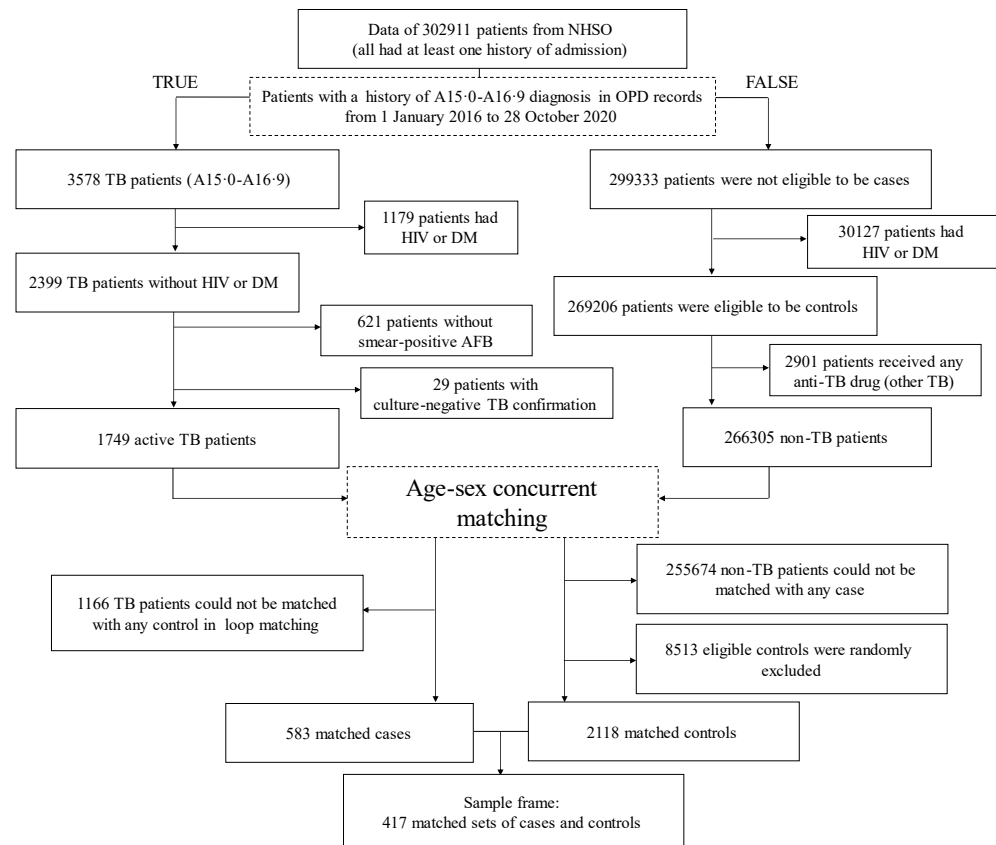 Data of 302911 patients from NHSO
(all had at least one history of admission)
TRUE
FALSE
Patients with a history of A15·0-A16·9 diagnosis in OPD records
from 1 January 2016 to 28 October 2020
3578 TB patients (A15·0-A16·9)
299333 patients were not eligible to be cases
1179 patients had
HIV or DM
30127 patients had
HIV or DM
2399 TB patients without HIV or DM
269206 patients were eligible to be controls
621 patients without
smear-positive AFB
2901 patients received any
anti-TB drug (other TB)
29 patients with
culture-negative TB confirmation
1749 active TB patients
266305 non-TB patients
Age-sex concurrent
matching
255674 non-TB patients could not be
matched with any case
1166 TB patients could not be matched
with any control in loop matching
8513 eligible controls were randomly
excluded
583 matched cases
2118 matched controls
Sample frame:
417 matched sets of cases and controls